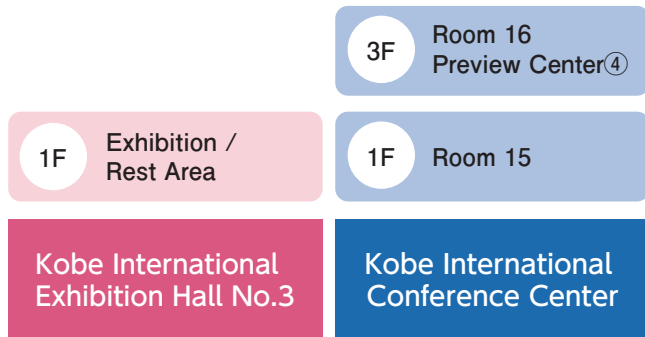 3F
Room 16
Preview Center④
1F
Exhibition /
Rest Area
1F
Room 15
Kobe International
Exhibition Hall No.3
Kobe International
Conference Center